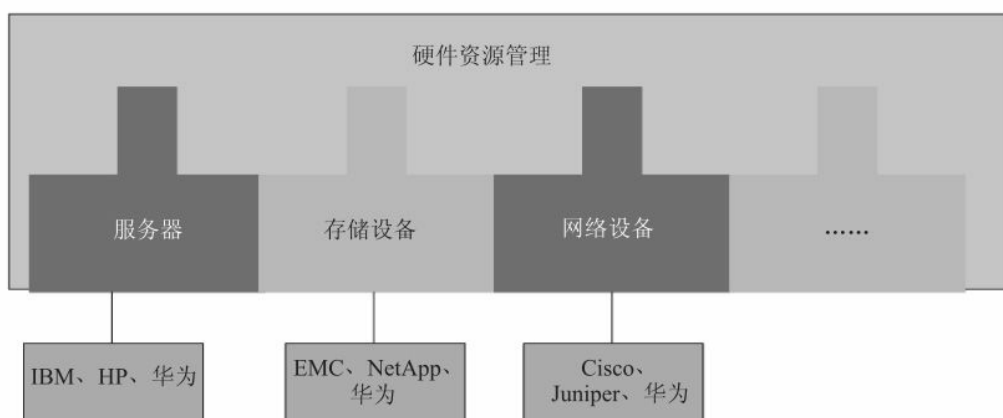 硬件资源管理
服务器
存储设备
网络设备
……
IBM、HP、华为
EMC、NetApp、
华为
Cisco、
Juniper、华为